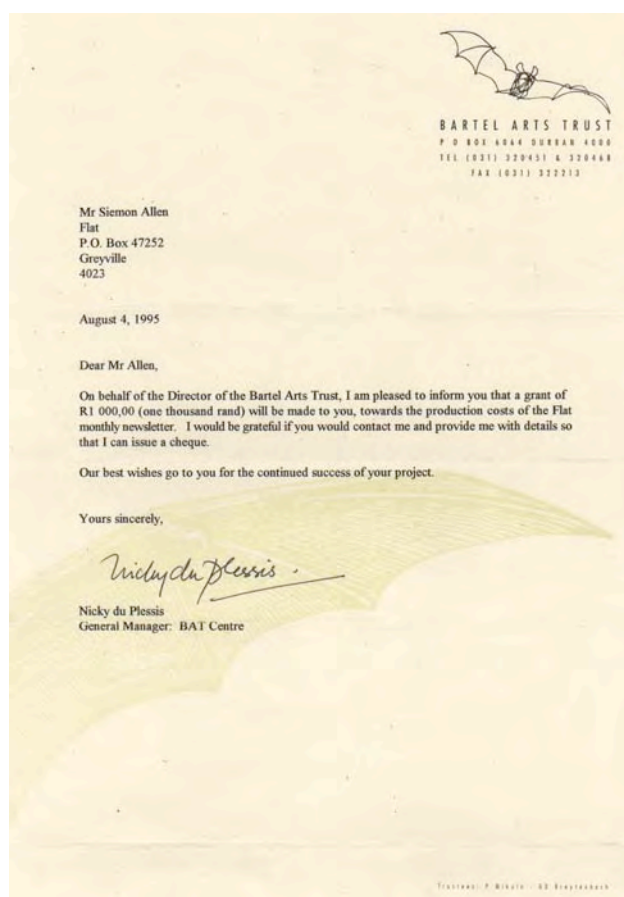 BARTEL ARTS TRUST
P O BOX 6064 DURBAN 4000
TEL (031) 320451 & 320468
FAX (031) 322213
Mr Siemon Allen
Flat
P.O. Box 47252
Greyville
4023
August 4, 1995
Dear Mr Allen,
On behalf of the Director of the Bartel Arts Trust, I am pleased to inform you that a grant of
R1 000,00 (one thousand rand) will be made to you, towards the production costs of the Flat
monthly newsletter. I would be grateful if you would contact me and provide me with details so
that I can issue a cheque.
Our best wishes go to you for the continued success of your project.
Yours sincerely,
Nicky du Plessis.
Nicky du Plessis
General Manager: BAT Centre
Trustees: P